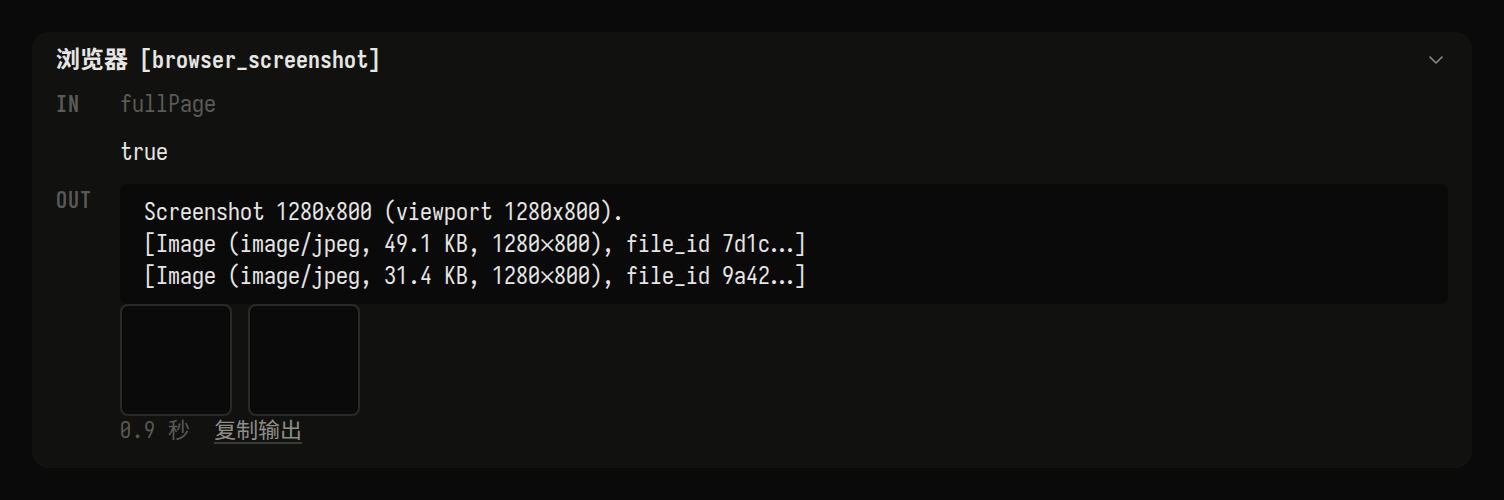 浏览器 [browser_screenshot]
IN fullPage
true
OUT
Screenshot 1280x800 (viewport 1280x800).
[Image (image/jpeg, 49.1 KB, 1280×800), file_id 7d1c…]
[Image (image/jpeg, 31.4 KB, 1280×800), file_id 9a42…]
0.9 秒 复制输出